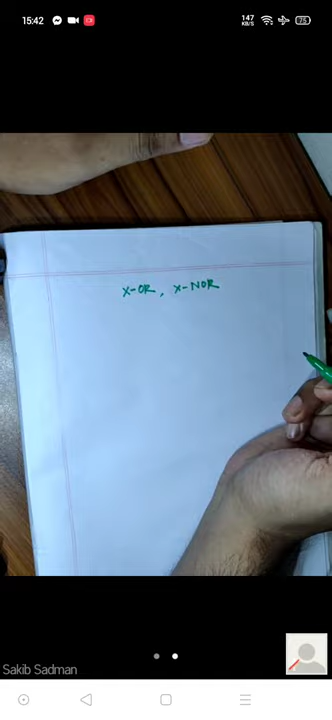 15:42
147
KB/S
75
X-OR, X-NOR
Sakib Sadman